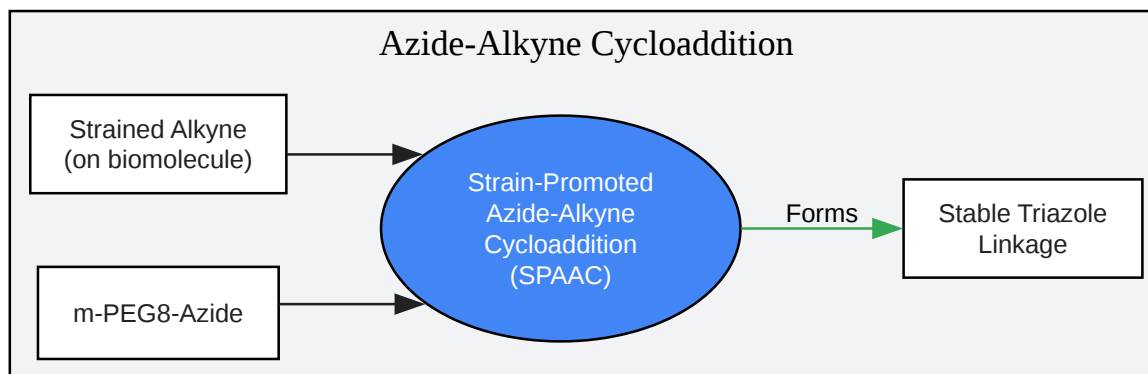 Azide-Alkyne Cycloaddition
Strained Alkyne
(on biomolecule)
m-PEG8-Azide
Strain-Promoted
Azide-Alkyne
Cycloaddition
(SPAAC)
Forms
Stable Triazole
Linkage